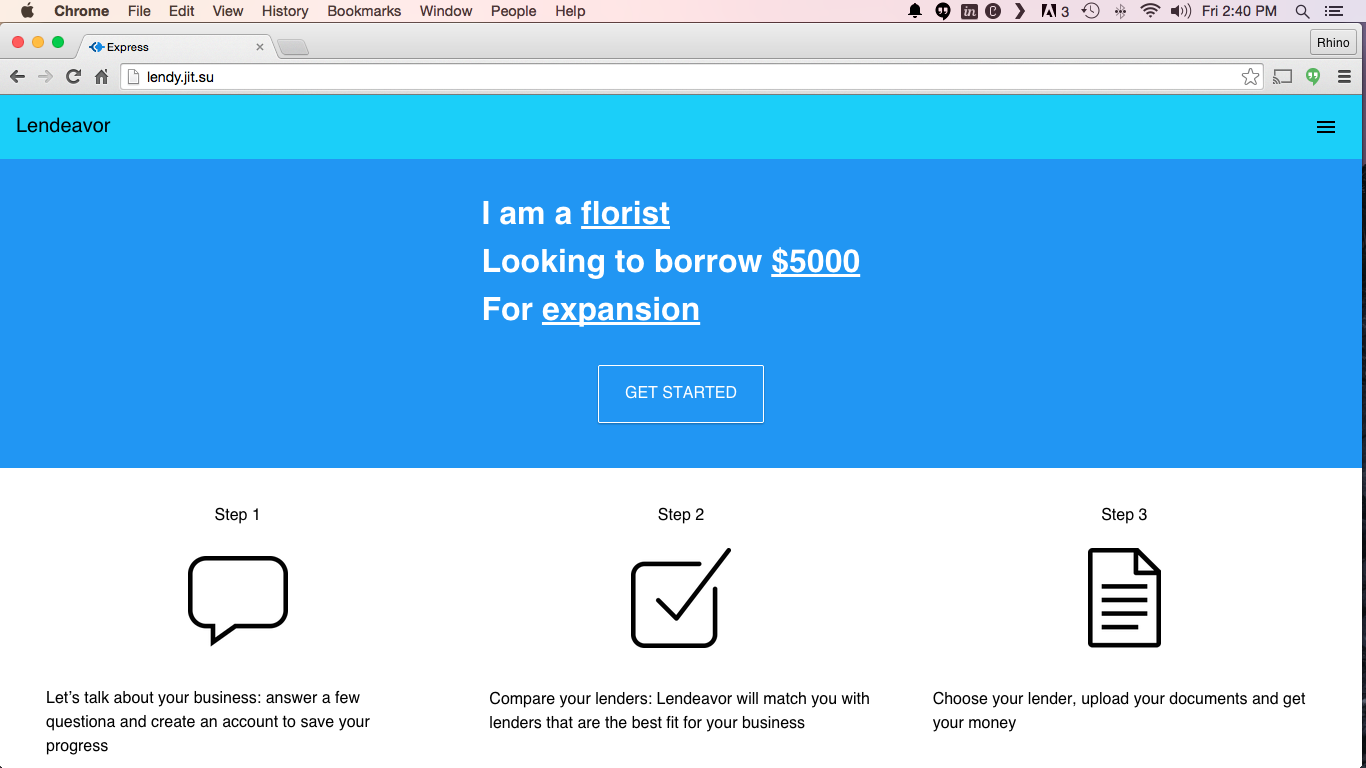 Chrome File Edit View History Bookmarks Window People Help 3 Fri 2:40 PM
Express Rhino
lendy.jit.su
Lendeavor
I am a florist
Looking to borrow $5000
For expansion
GET STARTED
Step 1 Step 2 Step 3
Let's talk about your business: answer a few
questiona and create an account to save your
progress
Compare your lenders: Lendeavor will match you with
lenders that are the best fit for your business
Choose your lender, upload your documents and get
your money